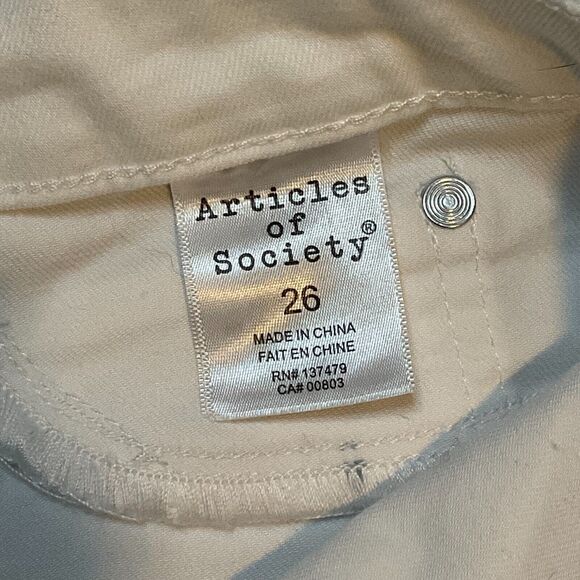 Articles
of
Society®
26
MADE IN CHINA
FAIT EN CHINE
RN# 137479
CA# 00803